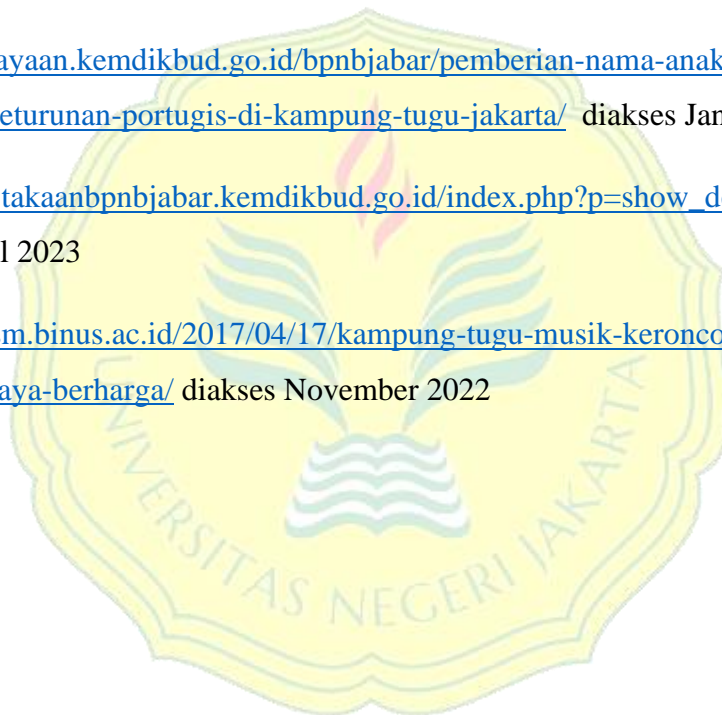 ayaan.kemdikbud.go.id/bpnbjabar/pemberian-nama-anak
eturunan-portugis-di-kampung-tugu-jakarta/ diakses Jan
takaanbpnbjabar.kemdikbud.go.id/index.php?p=show_d
l 2023
m.binus.ac.id/2017/04/17/kampung-tugu-musik-keronco
aya-berharga/ diakses November 2022
UNIVERSITAS NEGERI JAKARTA